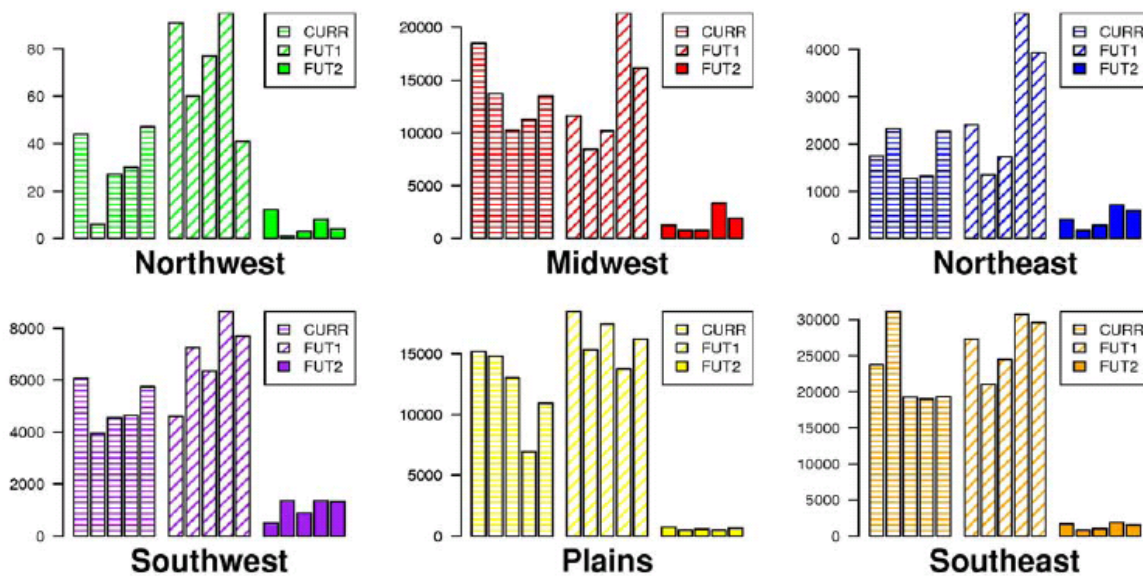 80
60
40
20
0
CURR
FUT1
FUT2
Northwest
20000
15000
10000
5000
0
CURR
FUT1
FUT2
Midwest
4000
3000
2000
1000
0
CURR
FUT1
FUT2
Northeast
8000
6000
4000
2000
0
CURR
FUT1
FUT2
Southwest
15000
10000
5000
0
CURR
FUT1
FUT2
Plains
30000
25000
20000
15000
10000
5000
0
CURR
FUT1
FUT2
Southeast